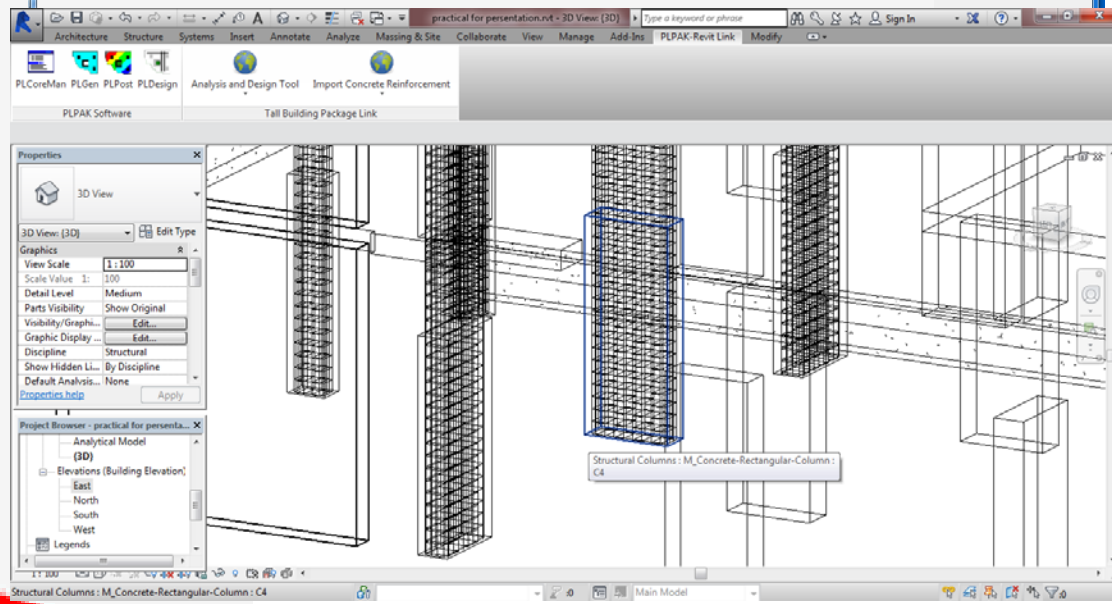 practical for persentation.rvt - 3D View: {3D}
Type a keyword or phrase
Sign In
Architecture Structure Systems Insert Annotate Analyze Massing & Site Collaborate View Manage Add-Ins PLPAK-Revit Link Modify
PLCoreMan PLGen PLPost PLDesign Analysis and Design Tool Import Concrete Reinforcement
PLPAK Software Tall Building Package Link
Properties
3D View
3D View: {3D} Edit Type
Graphics
View Scale 1 : 100
Scale Value 1: 100
Detail Level Medium
Parts Visibility Show Original
Visibility/Graphi... Edit...
Graphic Display ... Edit...
Discipline Structural
Show Hidden Li... By Discipline
Default Analysis... None
Properties help Apply
Project Browser - practical for persenta...
Analytical Model
{3D}
Elevations (Building Elevation)
East
North
South
West
Legends
Structural Columns : M_Concrete-Rectangular-Column :
C4
1 : 100
Structural Columns : M_Concrete-Rectangular-Column : C4
:0
Main Model
:0